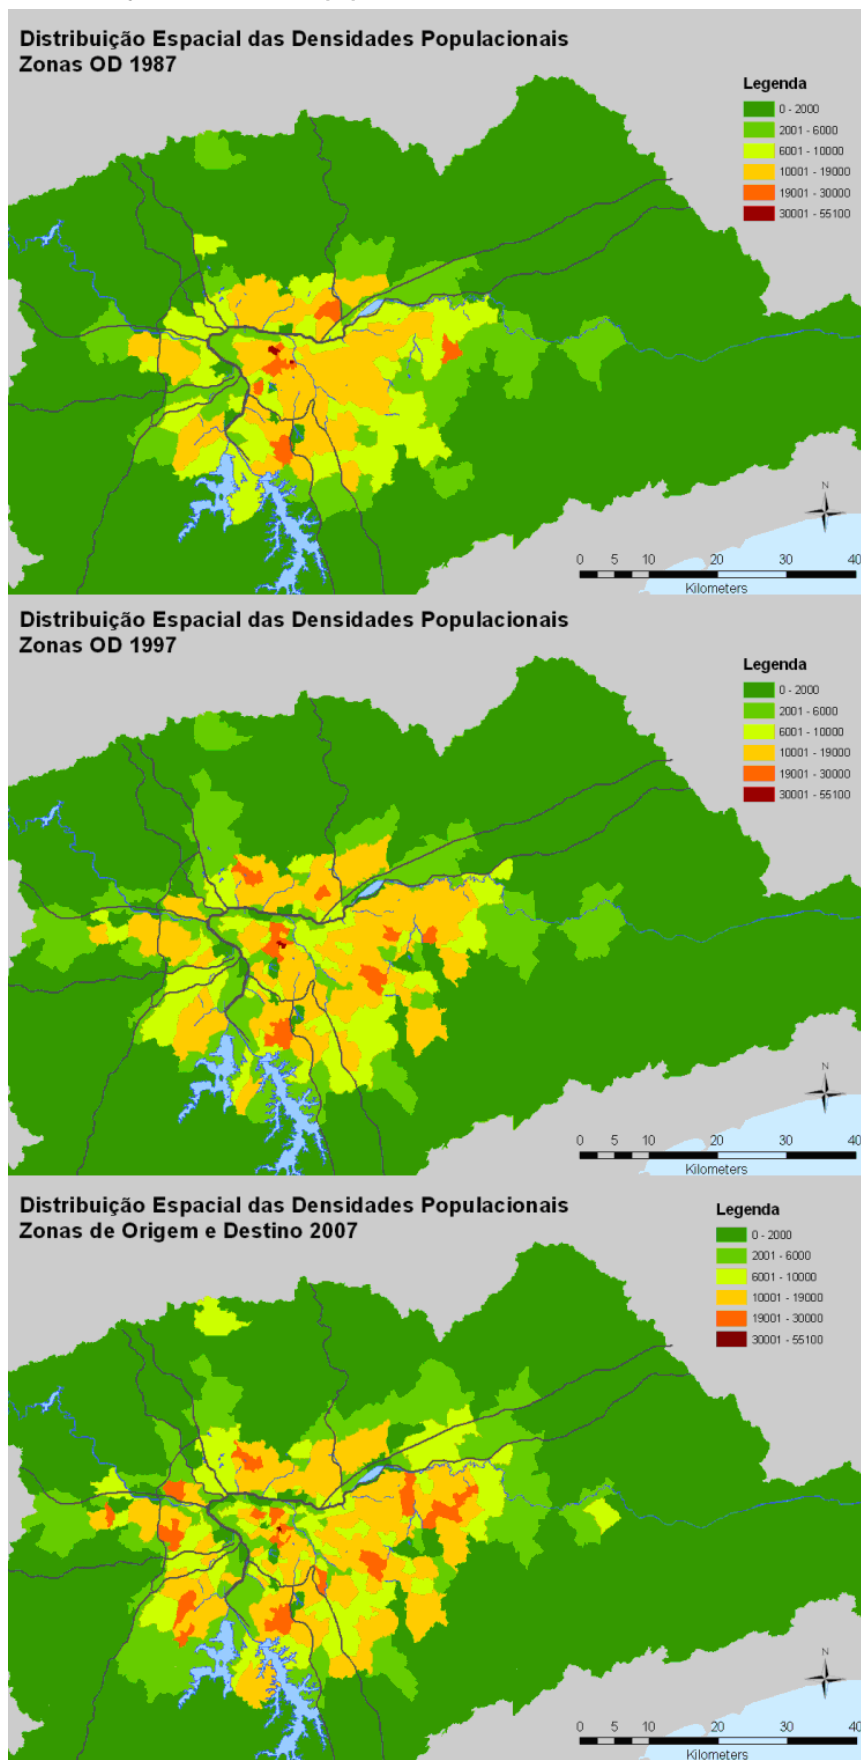 Distribuição Espacial das Densidades Populacionais
Zonas OD 1987
Legenda
0 - 2000
2001 - 6000
6001 - 10000
10001 - 19000
19001 - 30000
30001 - 55100
N
0 5 10 20 30 40
Kilometers
Distribuição Espacial das Densidades Populacionais
Zonas OD 1997
Legenda
0 - 2000
2001 - 6000
6001 - 10000
10001 - 19000
19001 - 30000
30001 - 55100
N
0 5 10 20 30 40
Kilometers
Distribuição Espacial das Densidades Populacionais
Zonas de Origem e Destino 2007
Legenda
0 - 2000
2001 - 6000
6001 - 10000
10001 - 19000
19001 - 30000
30001 - 55100
N
0 5 10 20 30 40
Kilometers